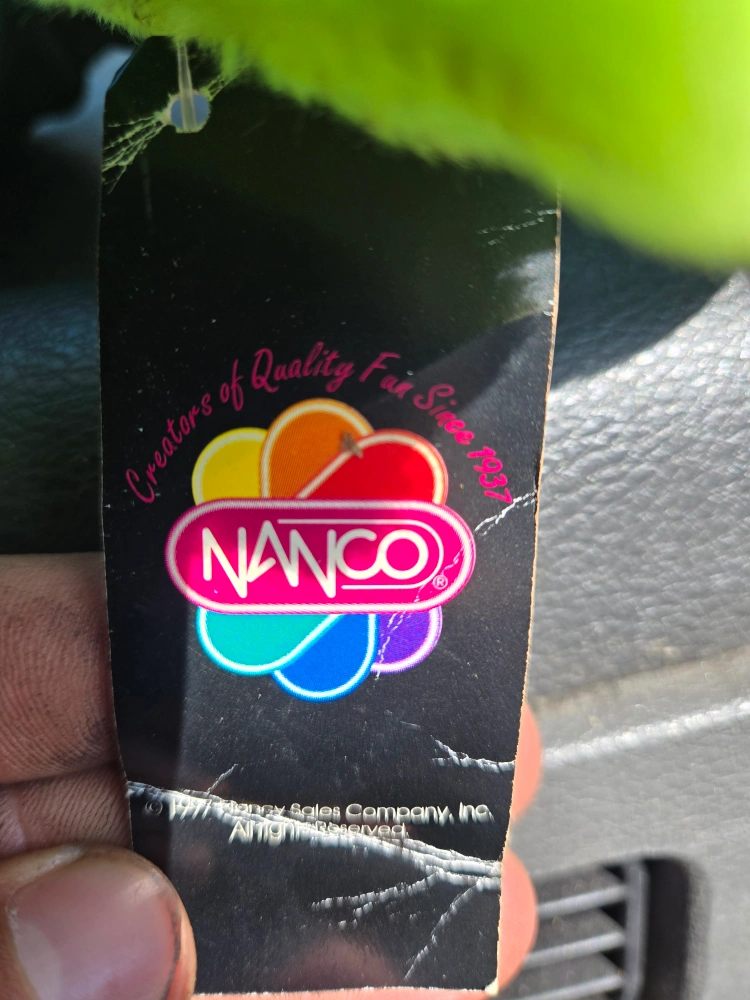 Creators of Quality Fun Since 1937
NANCO®
© 1997 Nancy Sales Company, Inc.
All rights Reserved.